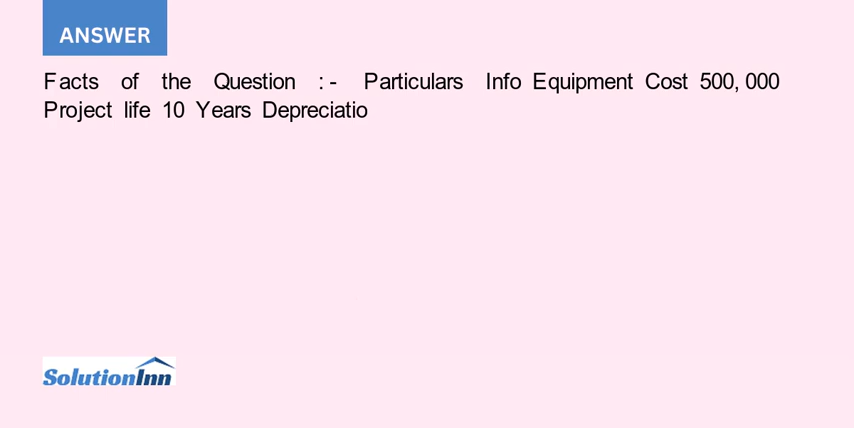 ANSWER
Facts of the Question :- Particulars Info Equipment Cost 500,000
Project life 10 Years Depreciatio
SolutionInn